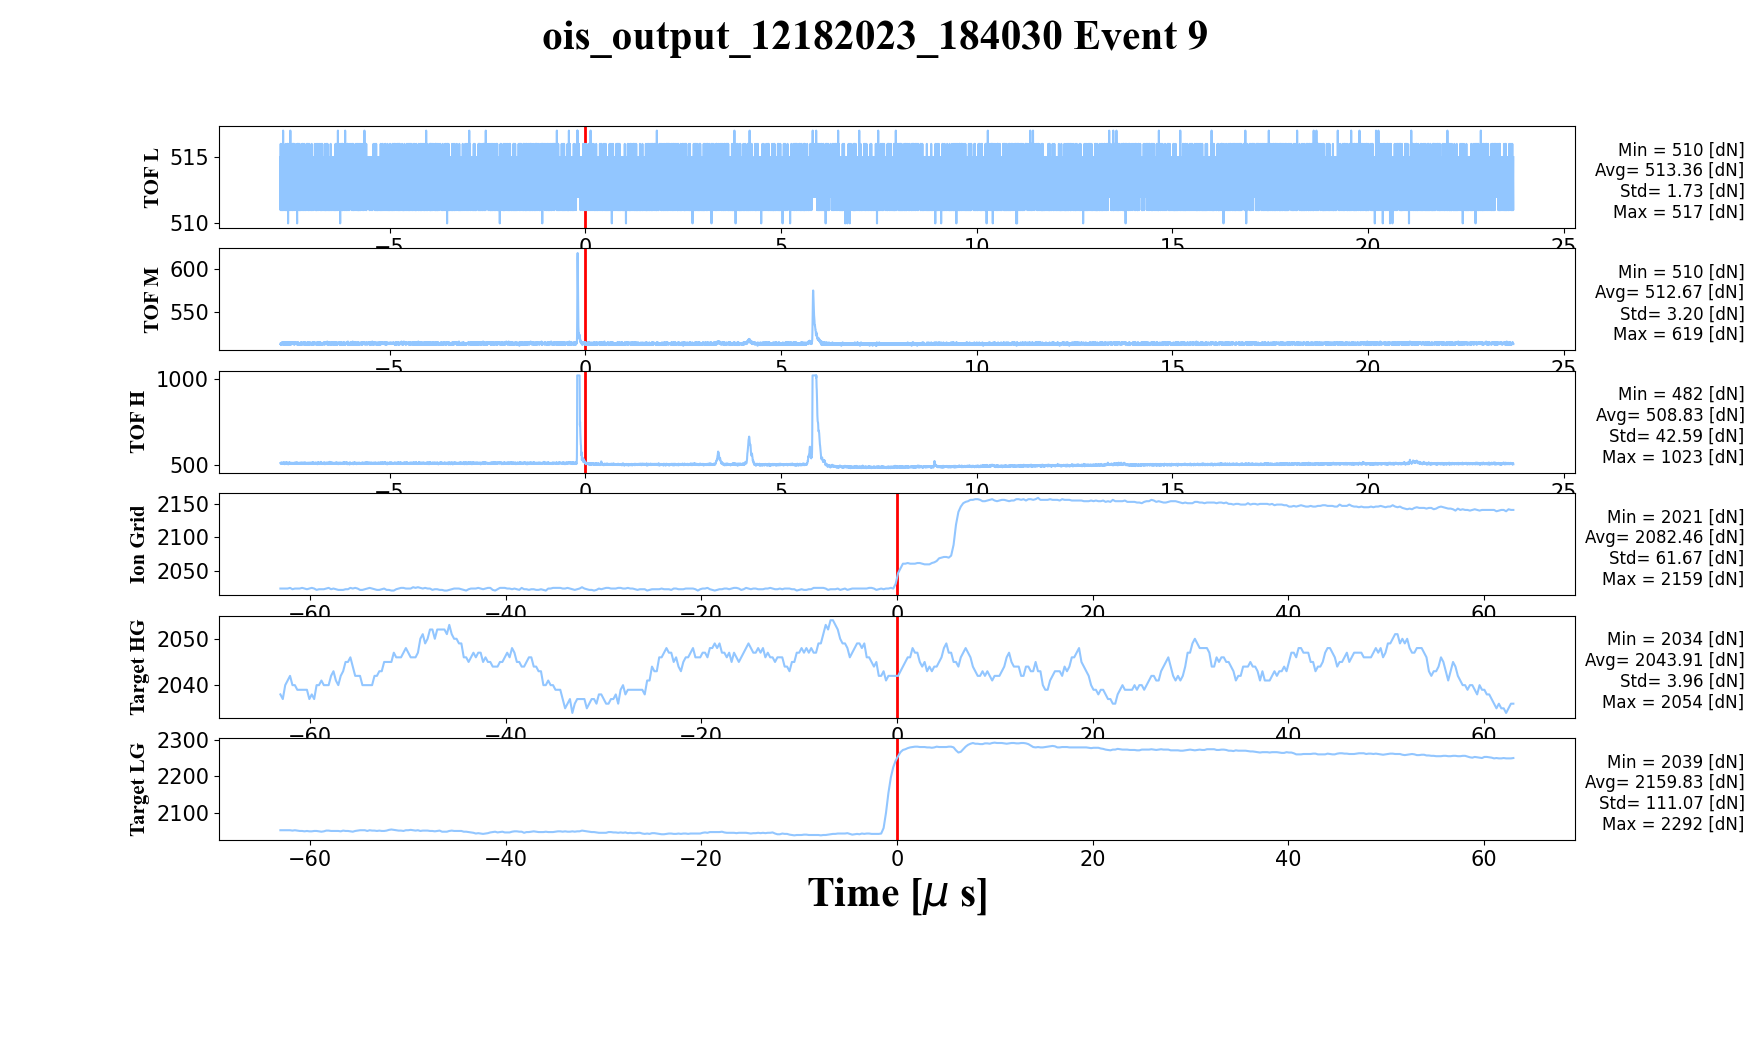 ois_output_12182023_184030 Event 9
TOF L
515
510
−5 0 5 10 15 20 25
Min = 510 [dN]
Avg= 513.36 [dN]
Std= 1.73 [dN]
Max = 517 [dN]
TOF M
600
550
−5 0 5 10 15 20 25
Min = 510 [dN]
Avg= 512.67 [dN]
Std= 3.20 [dN]
Max = 619 [dN]
TOF H
1000
500
−5 0 5 10 15 20 25
Min = 482 [dN]
Avg= 508.83 [dN]
Std= 42.59 [dN]
Max = 1023 [dN]
Ion Grid
2150
2100
2050
−60 −40 −20 0 20 40 60
Min = 2021 [dN]
Avg= 2082.46 [dN]
Std= 61.67 [dN]
Max = 2159 [dN]
Target HG
2050
2040
−60 −40 −20 0 20 40 60
Min = 2034 [dN]
Avg= 2043.91 [dN]
Std= 3.96 [dN]
Max = 2054 [dN]
Target LG
2300
2200
2100
−60 −40 −20 0 20 40 60
Min = 2039 [dN]
Avg= 2159.83 [dN]
Std= 111.07 [dN]
Max = 2292 [dN]
Time [μ s]